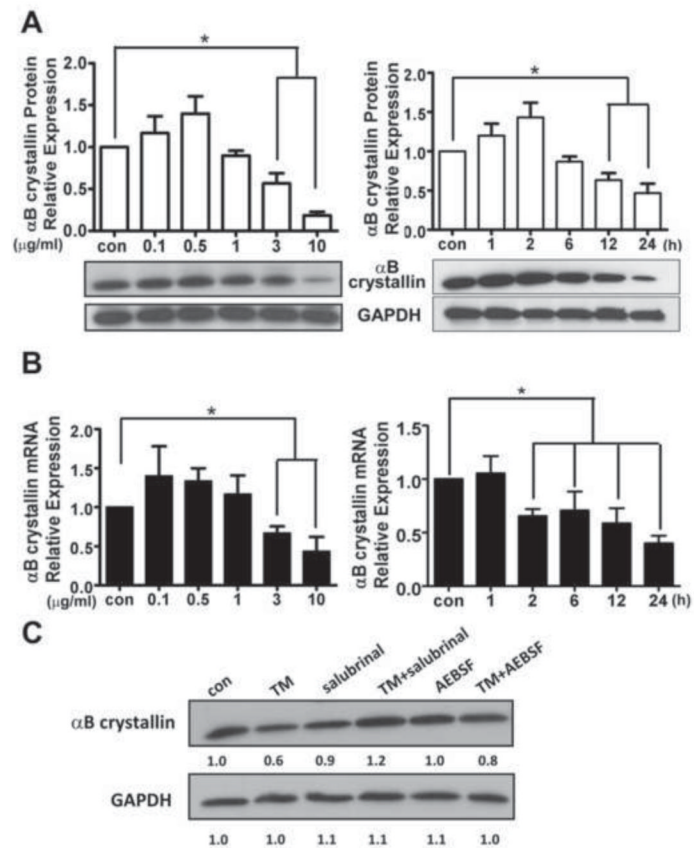 A
αB crystallin Protein
Relative Expression
2.0
1.5
1.0
0.5
0.0
*
(μg/ml) con 0.1 0.5 1 3 10
αB crystallin Protein
Relative Expression
2.0
1.5
1.0
0.5
0.0
*
con 1 2 6 12 24 (h)
αB
crystallin
GAPDH
B
αB crystallin mRNA
Relative Expression
2.0
1.5
1.0
0.5
0.0
*
(μg/ml) con 0.1 0.5 1 3 10
αB crystallin mRNA
Relative Expression
1.5
1.0
0.5
0.0
*
con 1 2 6 12 24 (h)
C
con TM salubrinal TM+salubrinal AEBSF TM+AEBSF
αB crystallin
1.0 0.6 0.9 1.2 1.0 0.8
GAPDH
1.0 1.0 1.1 1.1 1.1 1.0